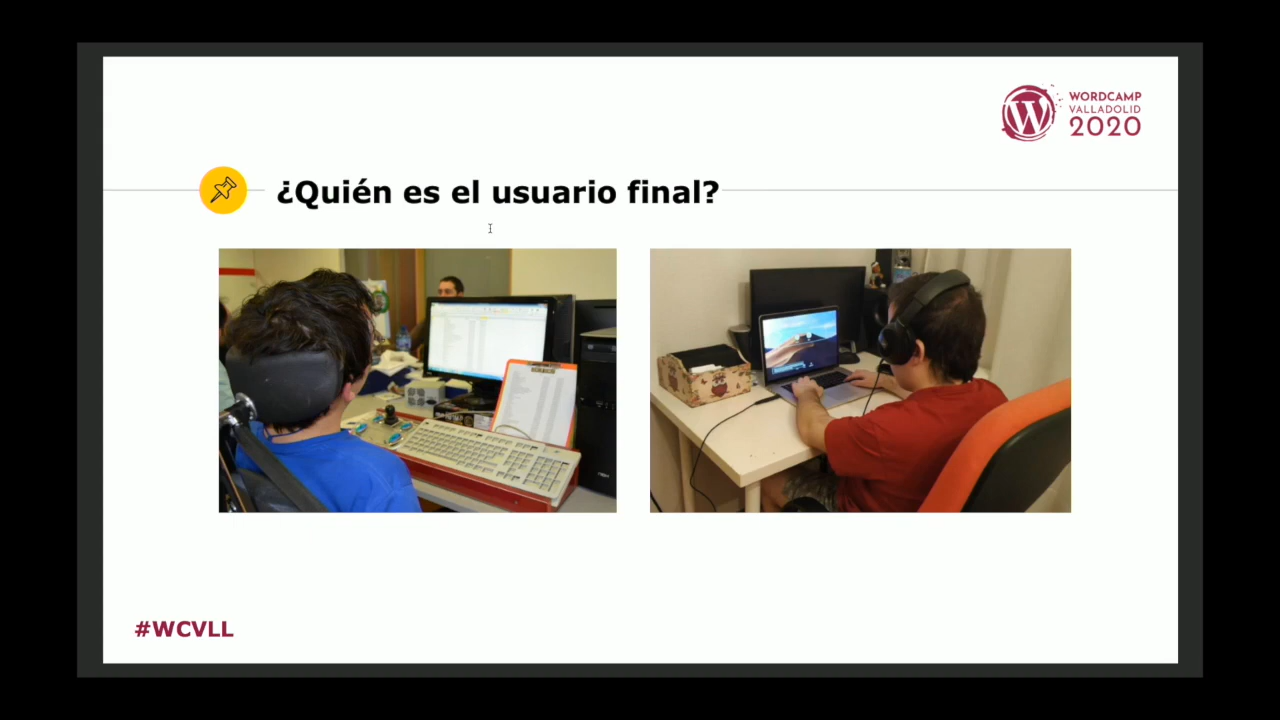 WORDCAMP
VALLADOLID
2020
¿Quién es el usuario final?
#WCVLL